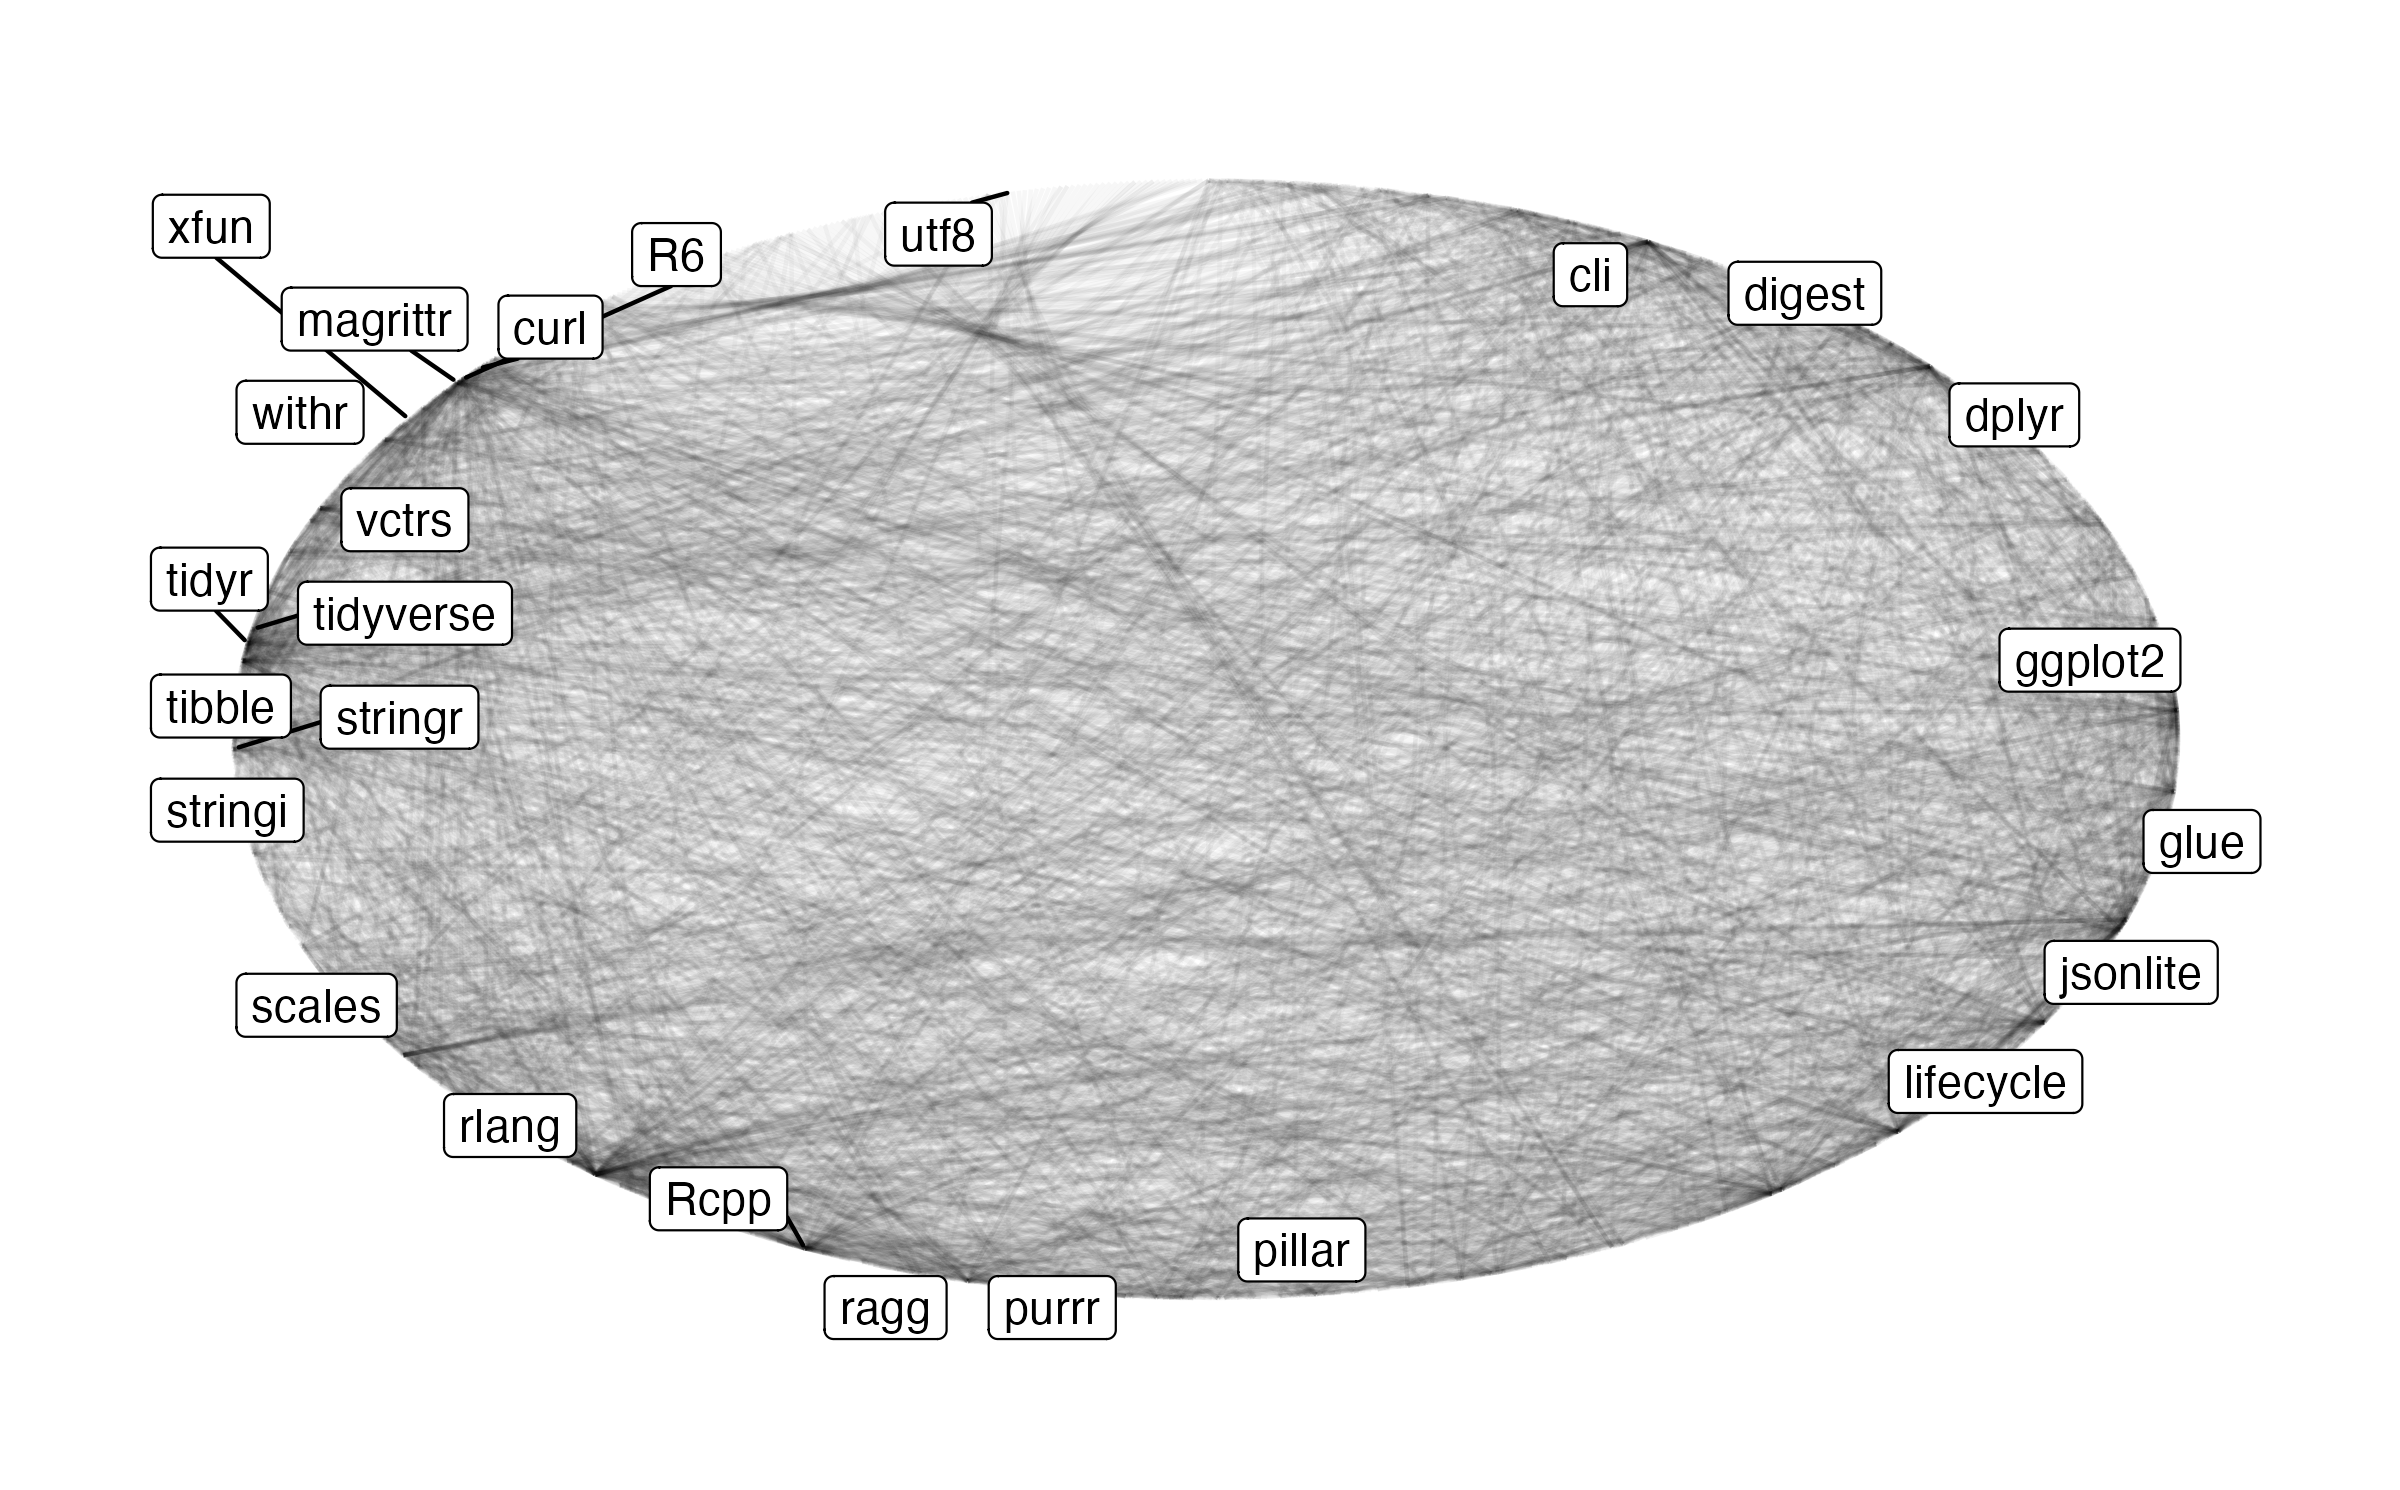 xfun
R6
utf8
cli
digest
magrittr
curl
withr
dplyr
vctrs
tidyr
tidyverse
ggplot2
tibble
stringr
stringi
glue
jsonlite
scales
lifecycle
rlang
Rcpp
pillar
ragg
purrr